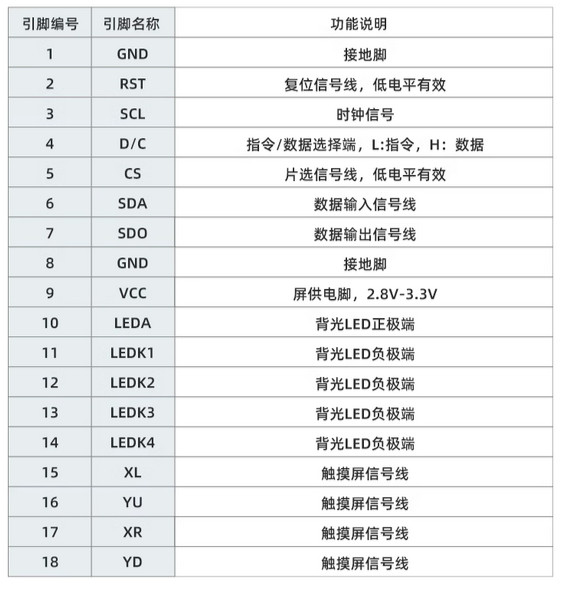 引脚编号 引脚名称 功能说明
1 GND 接地脚
2 RST 复位信号线，低电平有效
3 SCL 时钟信号
4 D/C 指令/数据选择端，L:指令，H：数据
5 CS 片选信号线，低电平有效
6 SDA 数据输入信号线
7 SDO 数据输出信号线
8 GND 接地脚
9 VCC 屏供电脚，2.8V-3.3V
10 LEDA 背光LED正极端
11 LEDK1 背光LED负极端
12 LEDK2 背光LED负极端
13 LEDK3 背光LED负极端
14 LEDK4 背光LED负极端
15 XL 触摸屏信号线
16 YU 触摸屏信号线
17 XR 触摸屏信号线
18 YD 触摸屏信号线